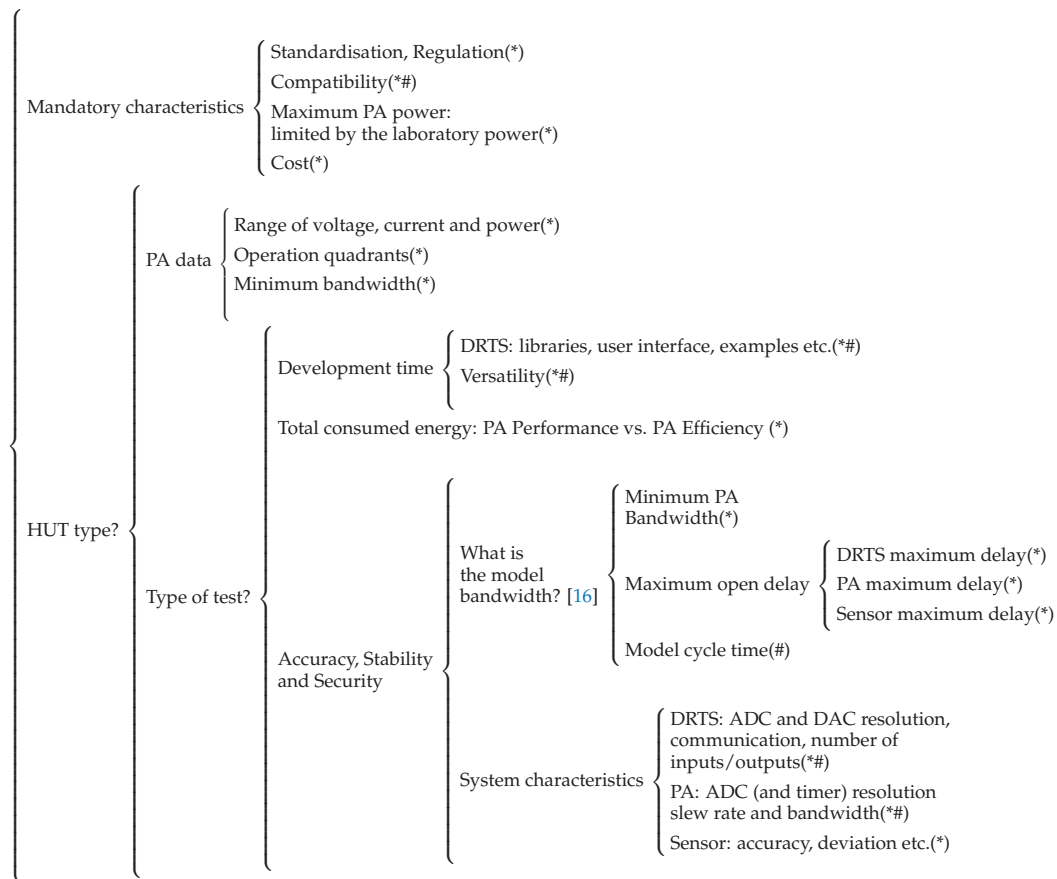 Mandatory characteristics
Standardisation, Regulation(*)
Compatibility(*#)
Maximum PA power:
limited by the laboratory power(*)
Cost(*)
HUT type?
PA data
Range of voltage, current and power(*)
Operation quadrants(*)
Minimum bandwidth(*)
Type of test?
Development time
DRTS: libraries, user interface, examples etc.(*#)
Versatility(*#)
Total consumed energy: PA Performance vs. PA Efficiency (*)
Accuracy, Stability
and Security
What is
the model
bandwidth? [16]
Minimum PA
Bandwidth(*)
Maximum open delay
DRTS maximum delay(*)
PA maximum delay(*)
Sensor maximum delay(*)
Model cycle time(#)
System characteristics
DRTS: ADC and DAC resolution,
communication, number of
inputs/outputs(*#)
PA: ADC (and timer) resolution
slew rate and bandwidth(*#)
Sensor: accuracy, deviation etc.(*)